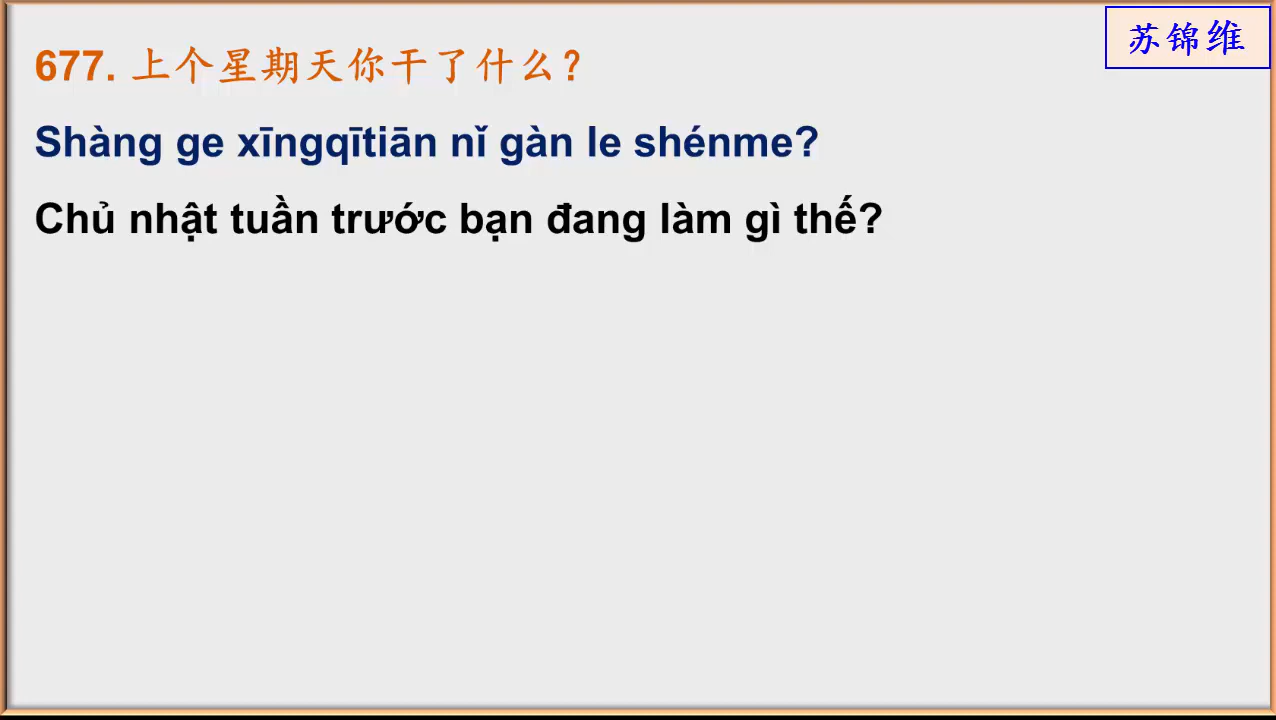 苏锦维
677. 上个星期天你干了什么？
Shàng ge xīngqītiān nǐ gàn le shénme?
Chủ nhật tuần trước bạn đang làm gì thế?